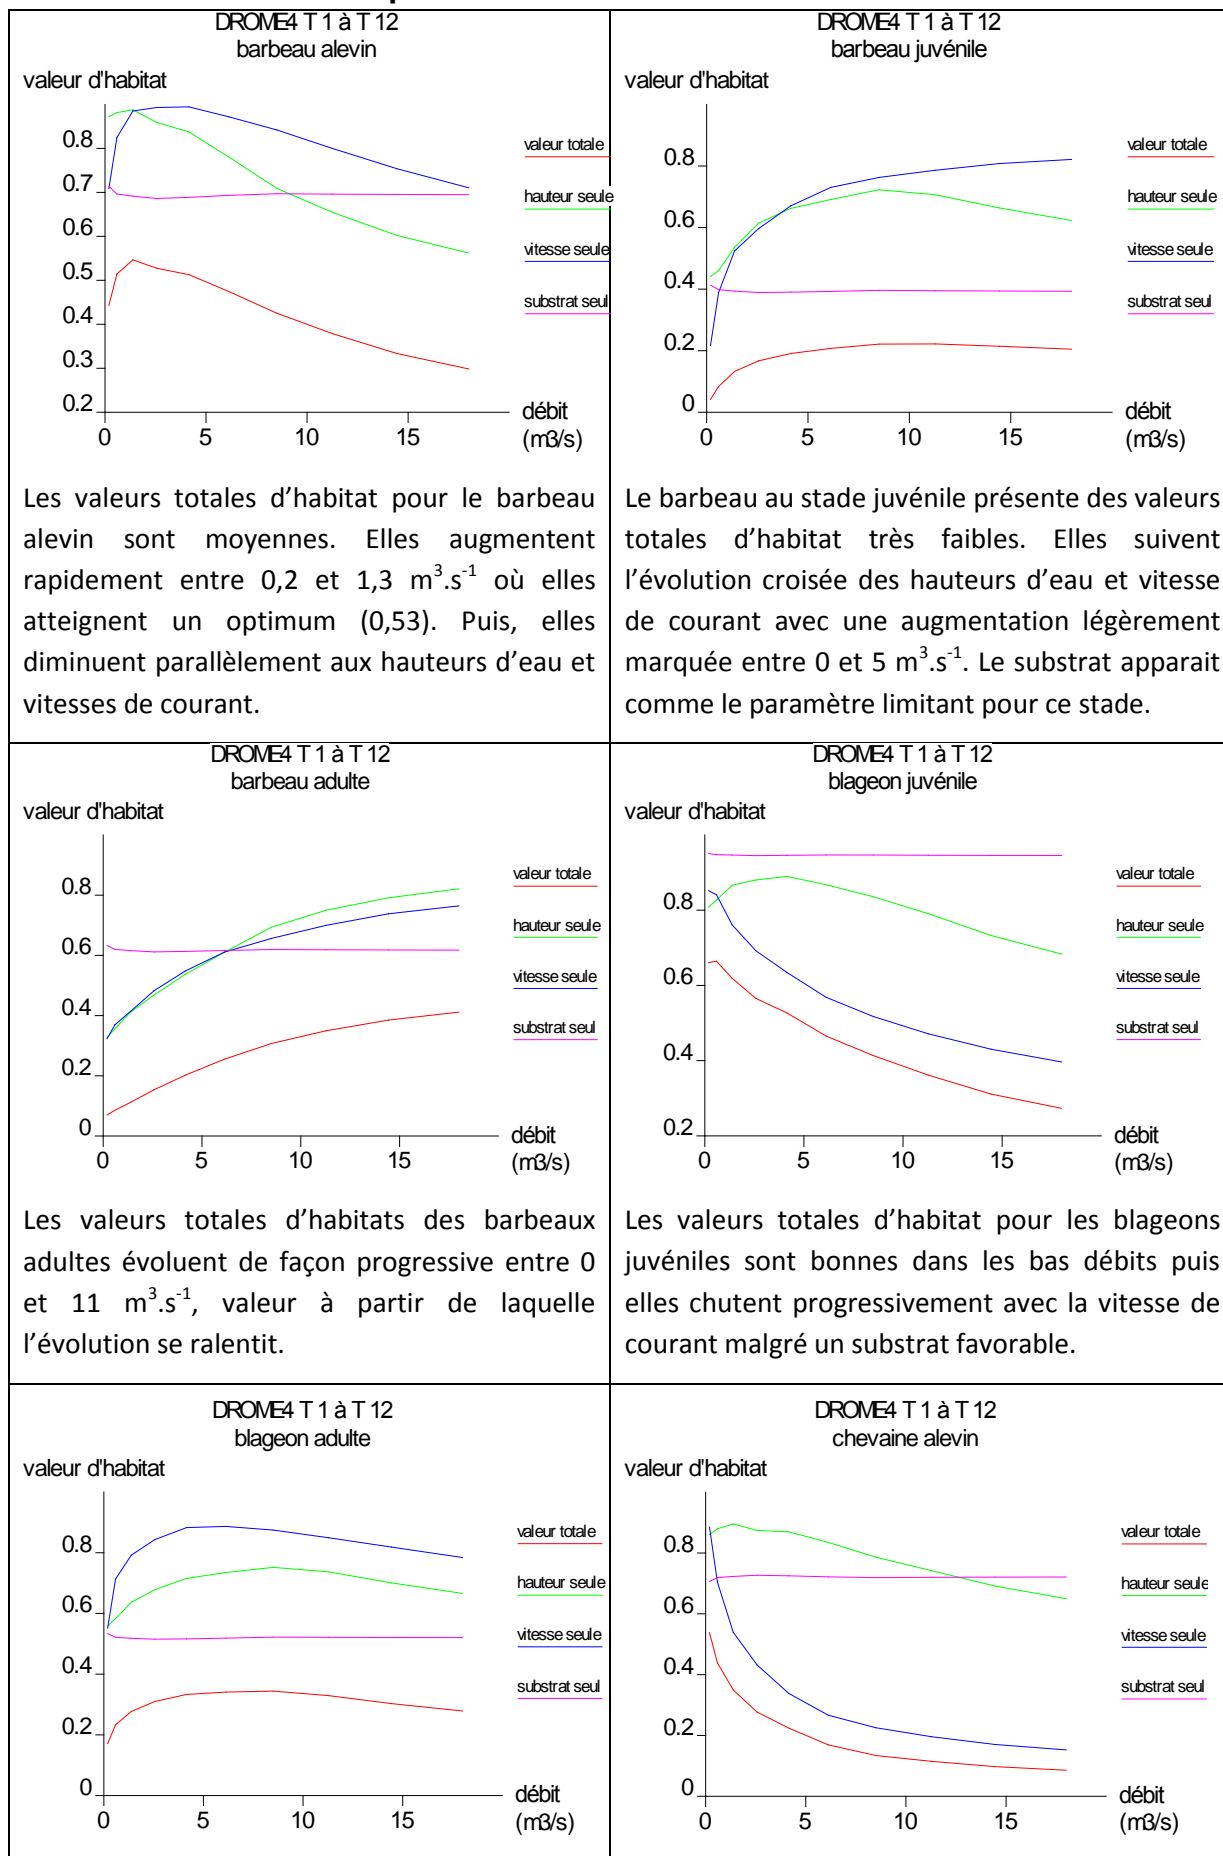 DROME4 T 1 à T 12
barbeau alevin
valeur d'habitat
0.8
0.7
0.6
0.5
0.4
0.3
0.2
0
5
10
15
débit
(m3/s)
valeur totale
hauteur seule
vitesse seule
substrat seul
Les valeurs totales d’habitat pour le barbeau
alevin sont moyennes. Elles augmentent
rapidement entre 0,2 et 1,3 m³.s⁻¹ où elles
atteignent un optimum (0,53). Puis, elles
diminuent parallèlement aux hauteurs d’eau et
vitesses de courant.
DROME4 T 1 à T 12
barbeau juvénile
valeur d'habitat
0.8
0.6
0.4
0.2
0
0
5
10
15
débit
(m3/s)
valeur totale
hauteur seule
vitesse seule
substrat seul
Le barbeau au stade juvénile présente des valeurs
totales d’habitat très faibles. Elles suivent
l’évolution croisée des hauteurs d’eau et vitesse
de courant avec une augmentation légèrement
marquée entre 0 et 5 m³.s⁻¹. Le substrat apparait
comme le paramètre limitant pour ce stade.
DROME4 T 1 à T 12
barbeau adulte
valeur d'habitat
0.8
0.6
0.4
0.2
0
0
5
10
15
débit
(m3/s)
valeur totale
hauteur seule
vitesse seule
substrat seul
Les valeurs totales d’habitats des barbeaux
adultes évoluent de façon progressive entre 0
et 11 m³.s⁻¹, valeur à partir de laquelle
l’évolution se ralentit.
DROME4 T 1 à T 12
blageon juvénile
valeur d'habitat
0.8
0.6
0.4
0.2
0
5
10
15
débit
(m3/s)
valeur totale
hauteur seule
vitesse seule
substrat seul
Les valeurs totales d’habitat pour les blageons
juvéniles sont bonnes dans les bas débits puis
elles chutent progressivement avec la vitesse de
courant malgré un substrat favorable.
DROME4 T 1 à T 12
blageon adulte
valeur d'habitat
0.8
0.6
0.4
0.2
0
0
5
10
15
débit
(m3/s)
valeur totale
hauteur seule
vitesse seule
substrat seul
DROME4 T 1 à T 12
chevaine alevin
valeur d'habitat
0.8
0.6
0.4
0.2
0
0
5
10
15
débit
(m3/s)
valeur totale
hauteur seule
vitesse seule
substrat seul